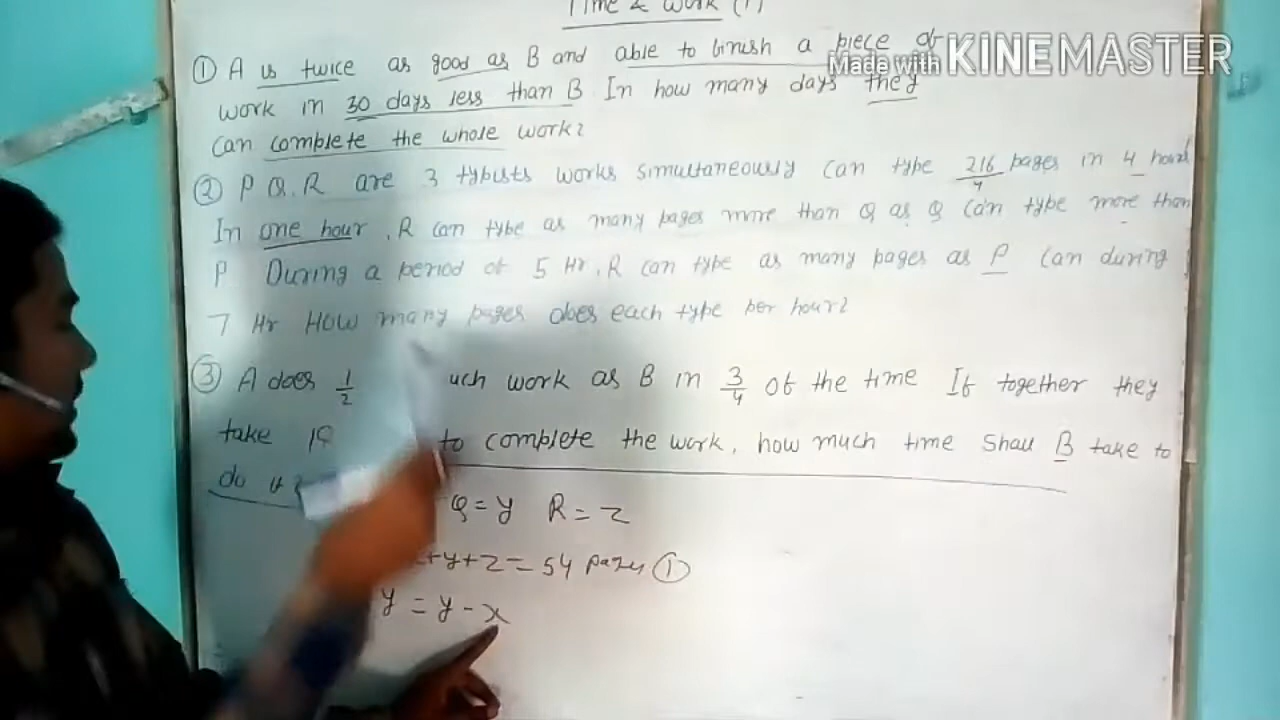 Time & Work (1)
① A is twice as good as B and able to finish a piece of
Made with KINEMASTER
work in 30 days less than B In how many days they
can complete the whole work?
② P Q. R are 3 typists works simultaneously can type 216/4 pages in 4 hours
In one hour, R can type as many pages more than Q as Q can type more than
P During a period of 5 Hr, R can type as many pages as P can during
7 Hr How many pages does each type per hour?
③ A does 1/2 uch work as B in 3/4 of the time If together they
take to complete the work, how much time shall B take to
do it?
Q = y R = z
+y+z = 54 pages ①
y = y - x